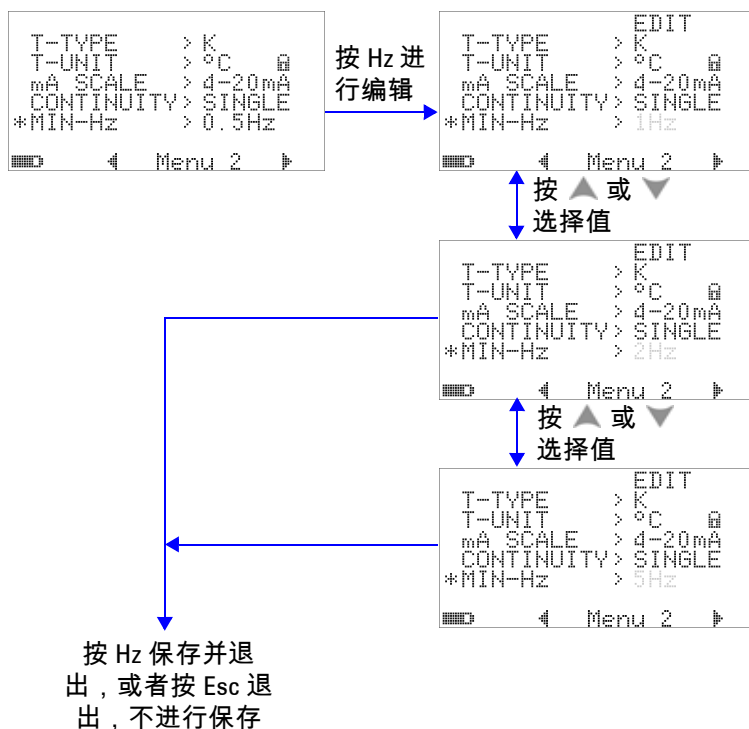 T-TYPE > K
T-UNIT > ºC
mA SCALE > 4-20mA
CONTINUITY> SINGLE
*MIN-Hz > 0.5Hz
Menu 2
按 Hz 进
行编辑
EDIT
T-TYPE > K
T-UNIT > ºC
mA SCALE > 4-20mA
CONTINUITY> SINGLE
*MIN-Hz > 1Hz
Menu 2
按 ▲ 或 ▼
选择值
EDIT
T-TYPE > K
T-UNIT > ºC
mA SCALE > 4-20mA
CONTINUITY> SINGLE
*MIN-Hz > 2Hz
Menu 2
按 ▲ 或 ▼
选择值
EDIT
T-TYPE > K
T-UNIT > ºC
mA SCALE > 4-20mA
CONTINUITY> SINGLE
*MIN-Hz > 5Hz
Menu 2
按 Hz 保存并退
出，或者按 Esc 退
出，不进行保存